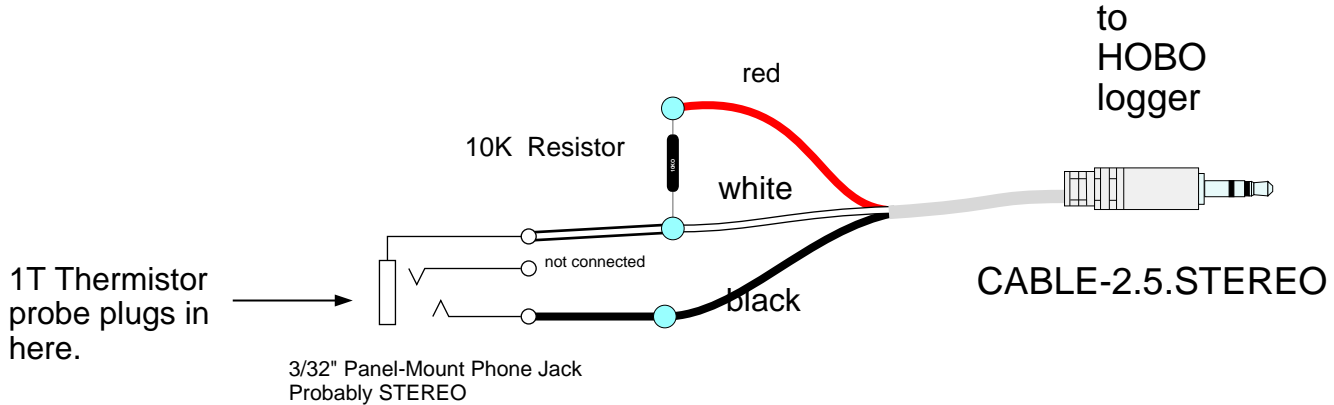 to
HOBO
logger
red
10K Resistor
white
not connected
1T Thermistor
probe plugs in
here.
black
CABLE-2.5.STEREO
3/32" Panel-Mount Phone Jack
Probably STEREO